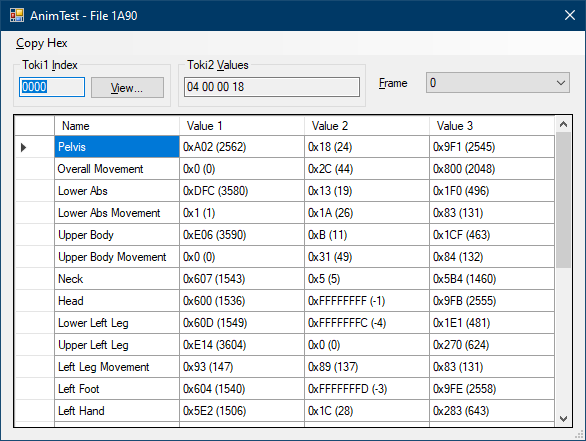 AnimTest - File 1A90
Copy Hex
Toki1 Index
Toki2 Values
0000
View...
04 00 00 18
Frame
0
Name Value 1 Value 2 Value 3
Pelvis 0xA02 (2562) 0x18 (24) 0x9F1 (2545)
Overall Movement 0x0 (0) 0x2C (44) 0x800 (2048)
Lower Abs 0xDFC (3580) 0x13 (19) 0x1F0 (496)
Lower Abs Movement 0x1 (1) 0x1A (26) 0x83 (131)
Upper Body 0xE06 (3590) 0xB (11) 0x1CF (463)
Upper Body Movement 0x0 (0) 0x31 (49) 0x84 (132)
Neck 0x607 (1543) 0x5 (5) 0x5B4 (1460)
Head 0x600 (1536) 0xFFFFFFFF (-1) 0x9FB (2555)
Lower Left Leg 0x60D (1549) 0xFFFFFFFC (-4) 0x1E1 (481)
Upper Left Leg 0xE14 (3604) 0x0 (0) 0x270 (624)
Left Leg Movement 0x93 (147) 0x89 (137) 0x83 (131)
Left Foot 0x604 (1540) 0xFFFFFFFD (-3) 0x9FE (2558)
Left Hand 0x5E2 (1506) 0x1C (28) 0x283 (643)